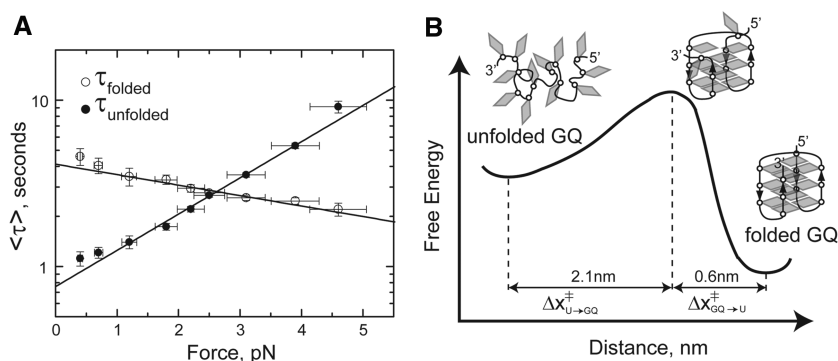 A
τfolded
τunfolded
10
1
<τ>, seconds
0 1 2 3 4 5
Force, pN
B
3' 5'
unfolded GQ
5'
3'
5'
3'
folded GQ
Free Energy
2.1nm 0.6nm
Δx‡U→GQ Δx‡GQ→U
Distance, nm